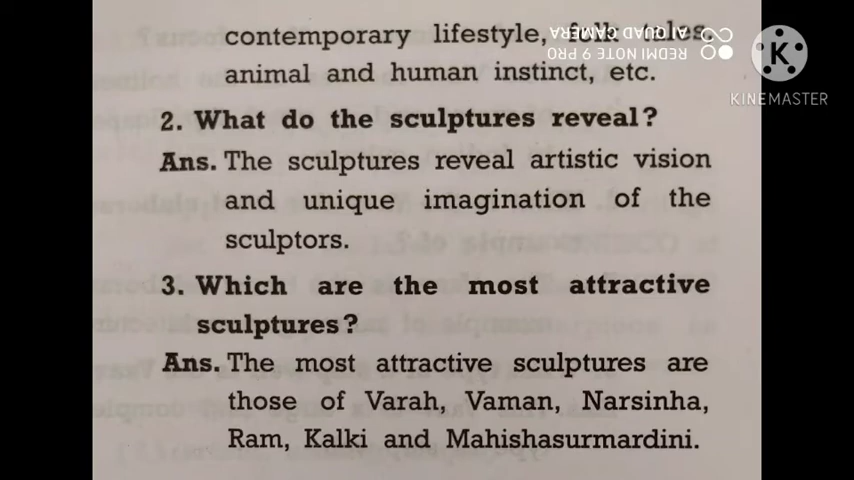 contemporary lifestyle, folk tales,
animal and human instinct, etc.
2. What do the sculptures reveal?
Ans. The sculptures reveal artistic vision
and unique imagination of the
sculptors.
3. Which are the most attractive
sculptures?
Ans. The most attractive sculptures are
those of Varah, Vaman, Narsinha,
Ram, Kalki and Mahishasurmardini.
REDMI NOTE 9 PRO
AI QUAD CAMERA
K
KINEMASTER